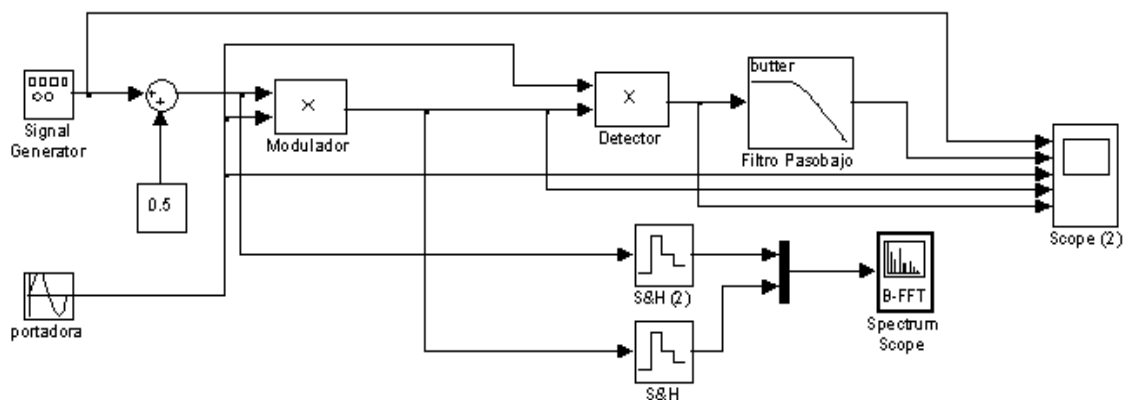 butter
Signal
Generator
Modulador
Detector
Filtro Pasobajo
0.5
Scope (2)
S&H (2)
B-FFT
portadora
Spectrum
Scope
S&H